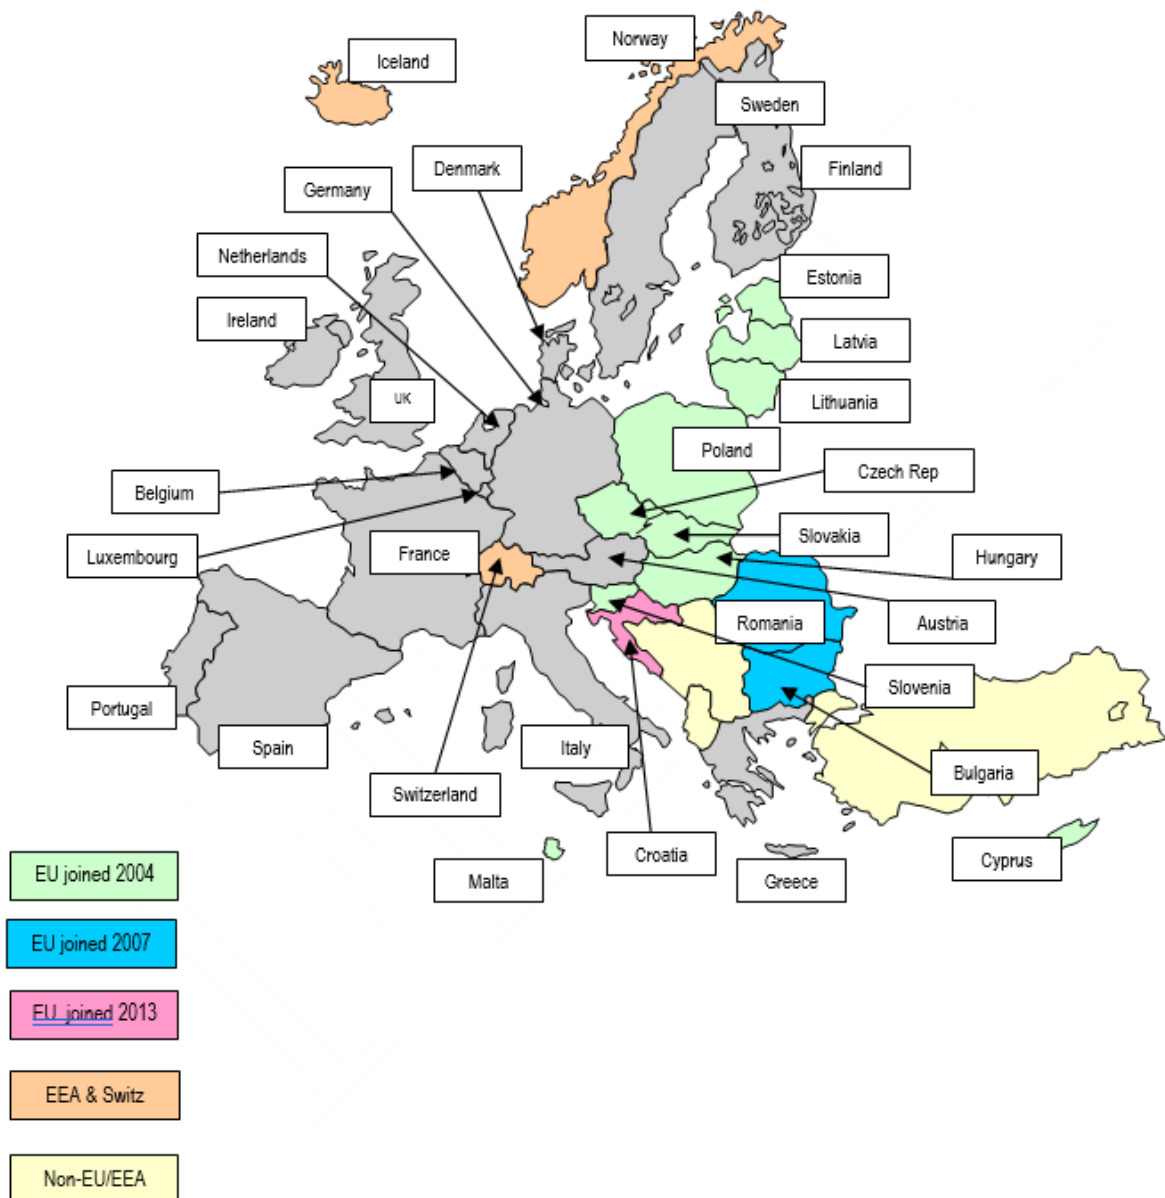 Norway
Iceland
Sweden
Denmark
Finland
Germany
Netherlands
Estonia
Ireland
Latvia
UK
Lithuania
Poland
Czech Rep
Belgium
Slovakia
France
Luxembourg
Hungary
Romania
Austria
Slovenia
Portugal
Spain
Italy
Bulgaria
Switzerland
Croatia
Cyprus
Malta
Greece
EU joined 2004
EU joined 2007
EU joined 2013
EEA & Switz
Non-EU/EEA